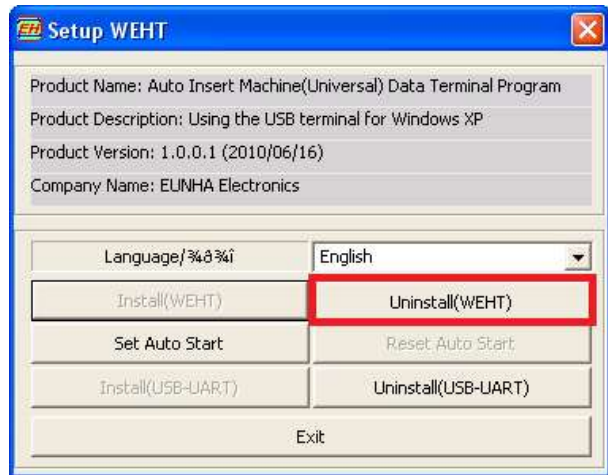 EH Setup WEHT
Product Name: Auto Insert Machine(Universal) Data Terminal Program
Product Description: Using the USB terminal for Windows XP
Product Version: 1.0.0.1 (2010/06/16)
Company Name: EUNHA Electronics
Language/¾ð¾î English
Install(WEHT) Uninstall(WEHT)
Set Auto Start Reset Auto Start
Install(USB-UART) Uninstall(USB-UART)
Exit